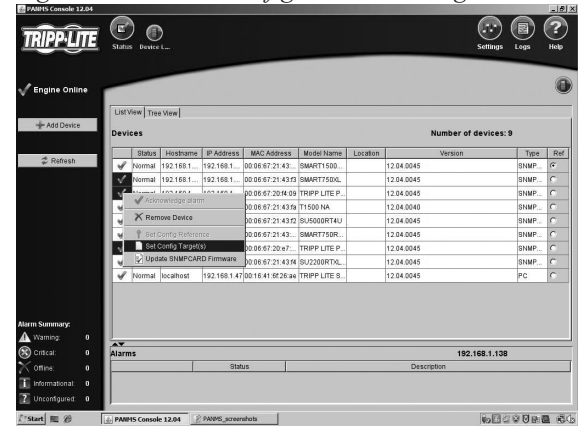 PANMS Console 12.04
TRIPP·LITE
Status Device L...
Settings Logs Help
Engine Online
Add Device
Refresh
List View Tree View
Devices Number of devices: 9
Status Hostname IP Address MAC Address Model Name Location Version Type Ref
Normal 192.168.1... 192.168.1... 00:06:67:21:43:... SMART1500... 12.04.0045 SNMP...
Normal 192.168.1... 192.168.1... 00:06:67:21:43:f3 SMART750XL 12.04.0045 SNMP...
00:06:67:20:f4:09 TRIPP LITE P... 12.04.0045 SNMP...
Acknowledge alarm
00:06:67:21:43:fa T1500 NA 12.04.0040 SNMP...
Remove Device
00:06:67:21:43:f2 SU5000RT4U 12.04.0045 SNMP...
Set Config Reference
00:06:67:21:43:... SMART750R... 12.04.0045 SNMP...
Set Config Target(s)
00:06:67:20:e7:... TRIPP LITE P... 12.04.0045 SNMP...
Update SNMPCARD Firmware
00:06:67:21:43:f4 SU2200RTXL... 12.04.0045 SNMP...
Normal localhost 192.168.1.47 00:16:41:6f:26:ae TRIPP LITE S... 12.04.0045 PC
Alarm Summary:
Warning: 0
Critical: 0
Offline: 0
Informational: 0
Unconfigured: 0
Alarms 192.168.1.138
Status Description
Start PANMS Console 12.04 PANMS_screenshots